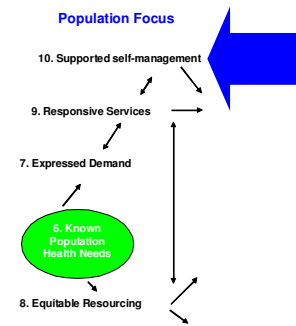 Population Focus
10. Supported self-management
9. Responsive Services
7. Expressed Demand
6. Known
Population
Health Needs
8. Equitable Resourcing